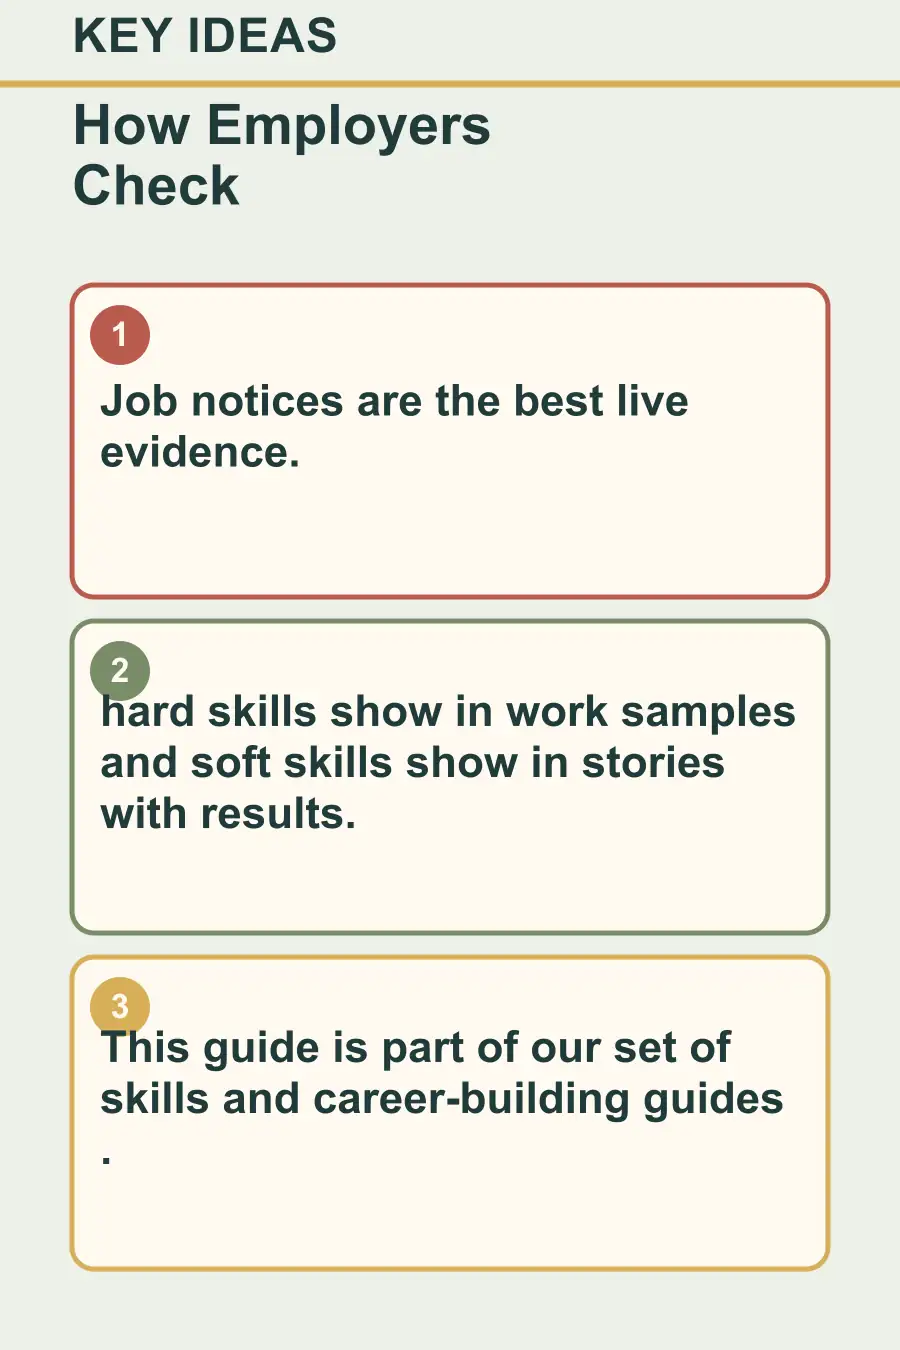 KEY IDEAS
How Employers
Check
1
Job notices are the best live
evidence.
2
hard skills show in work samples
and soft skills show in stories
with results.
3
This guide is part of our set of
skills and career-building guides
.